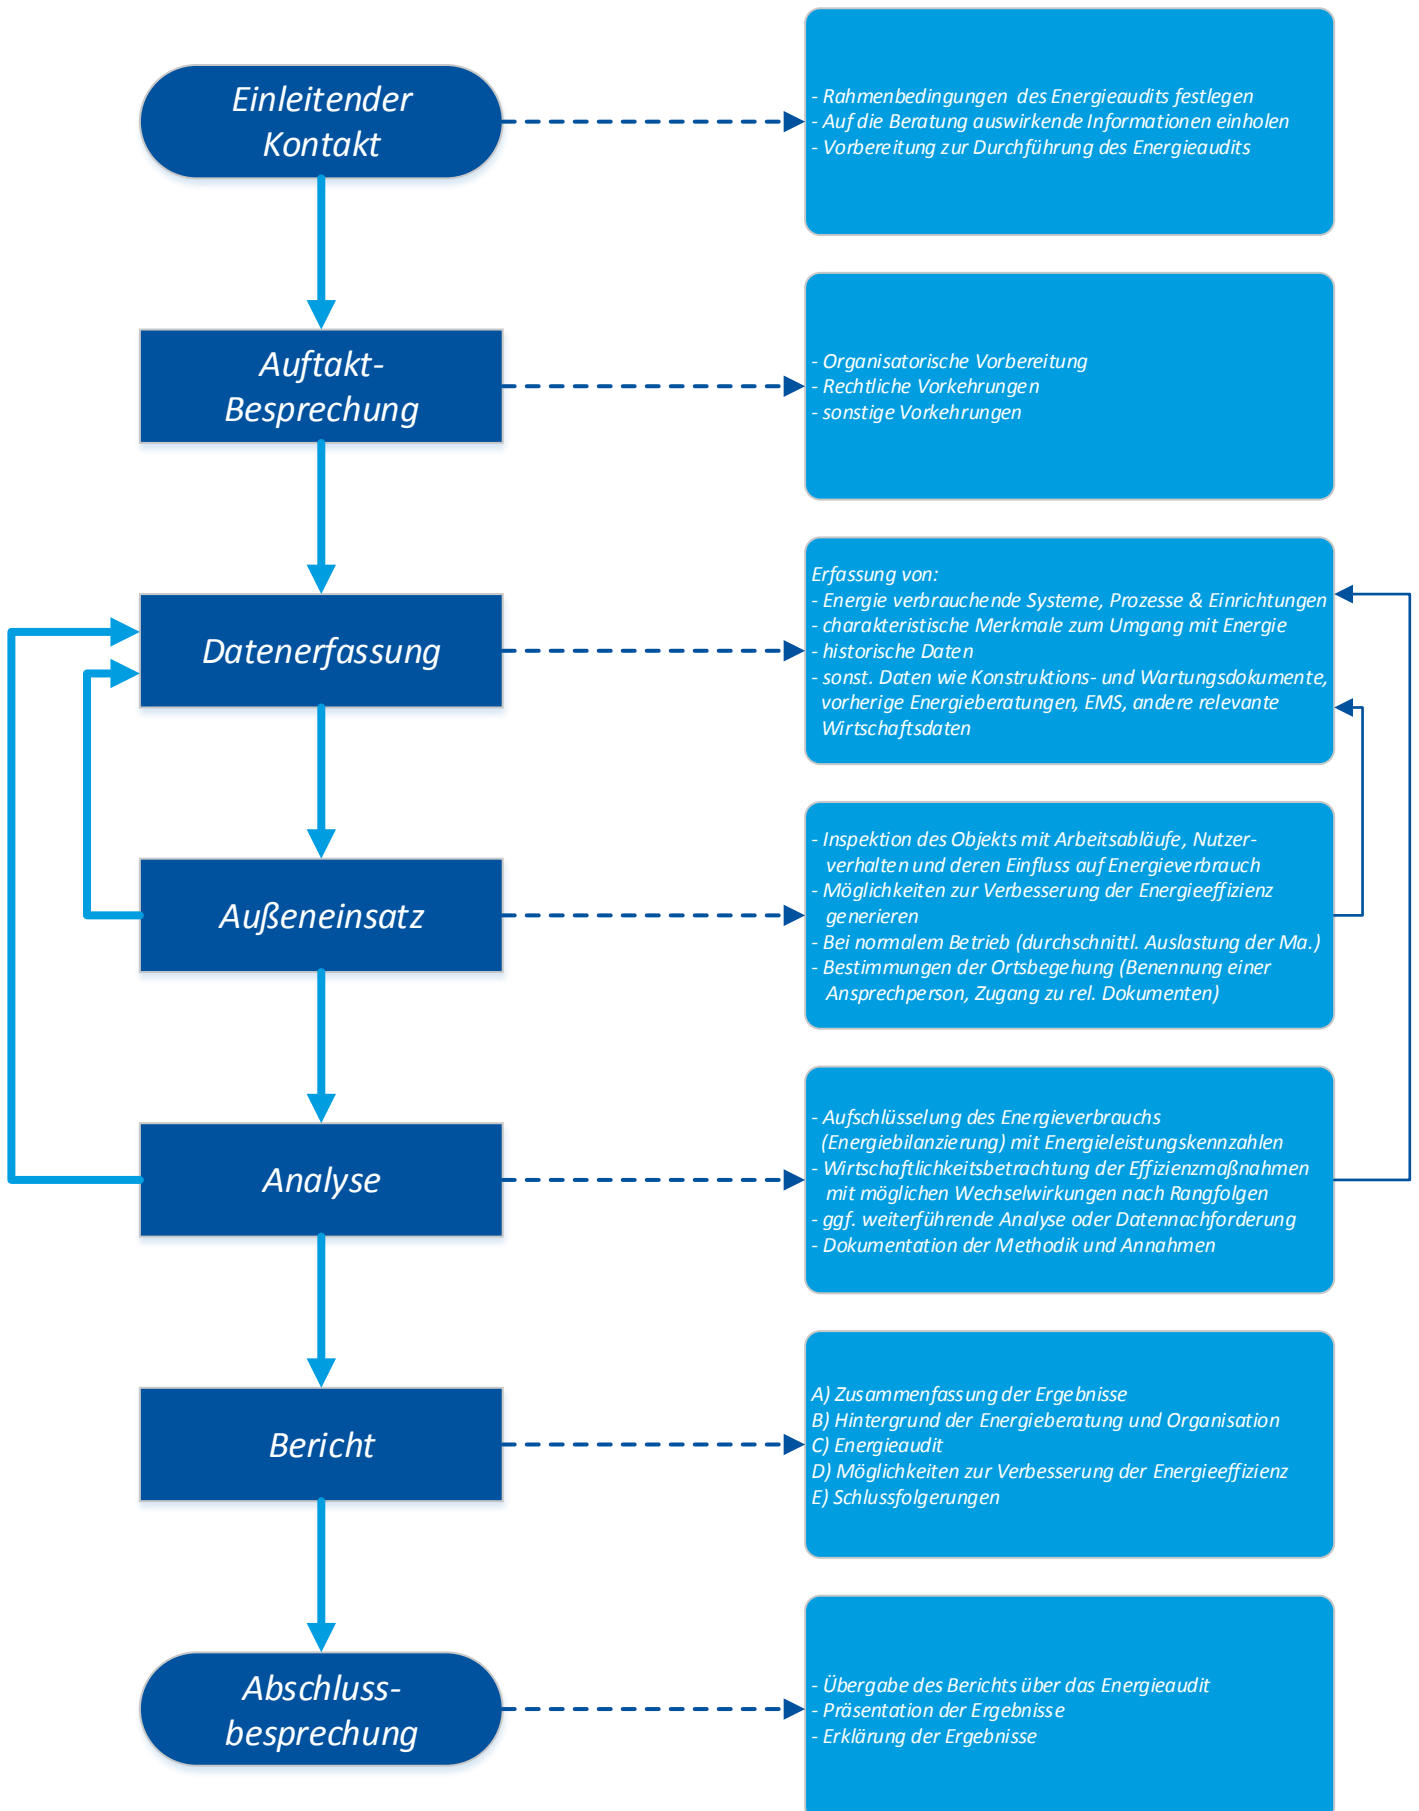 Einleitender
Kontakt
- Rahmenbedingungen des Energieaudits festlegen
- Auf die Beratung auswirkende Informationen einholen
- Vorbereitung zur Durchführung des Energieaudits
Auftakt-
Besprechung
- Organisatorische Vorbereitung
- Rechtliche Vorkehrungen
- sonstige Vorkehrungen
Datenerfassung
Erfassung von:
- Energie verbrauchende Systeme, Prozesse & Einrichtungen
- charakteristische Merkmale zum Umgang mit Energie
- historische Daten
- sonst. Daten wie Konstruktions- und Wartungsdokumente,
vorherige Energieberatungen, EMS, andere relevante
Wirtschaftsdaten
Außeneinsatz
- Inspektion des Objekts mit Arbeitsabläufe, Nutzer-
verhalten und deren Einfluss auf Energieverbrauch
- Möglichkeiten zur Verbesserung der Energieeffizienz
generieren
- Bei normalem Betrieb (durchschnittl. Auslastung der Ma.)
- Bestimmungen der Ortsbegehung (Benennung einer
Ansprechperson, Zugang zu rel. Dokumenten)
Analyse
- Aufschlüsselung des Energieverbrauchs
(Energiebilanzierung) mit Energieleistungskennzahlen
- Wirtschaftlichkeitsbetrachtung der Effizienzmaßnahmen
mit möglichen Wechselwirkungen nach Rangfolgen
- ggf. weiterführende Analyse oder Datennachforderung
- Dokumentation der Methodik und Annahmen
Bericht
A) Zusammenfassung der Ergebnisse
B) Hintergrund der Energieberatung und Organisation
C) Energieaudit
D) Möglichkeiten zur Verbesserung der Energieeffizienz
E) Schlussfolgerungen
Abschluss-
besprechung
- Übergabe des Berichts über das Energieaudit
- Präsentation der Ergebnisse
- Erklärung der Ergebnisse